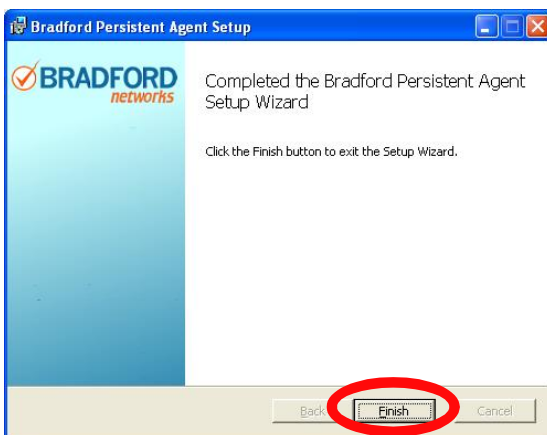 Bradford Persistent Agent Setup
BRADFORD
networks
Completed the Bradford Persistent Agent
Setup Wizard
Click the Finish button to exit the Setup Wizard.
Back Finish Cancel